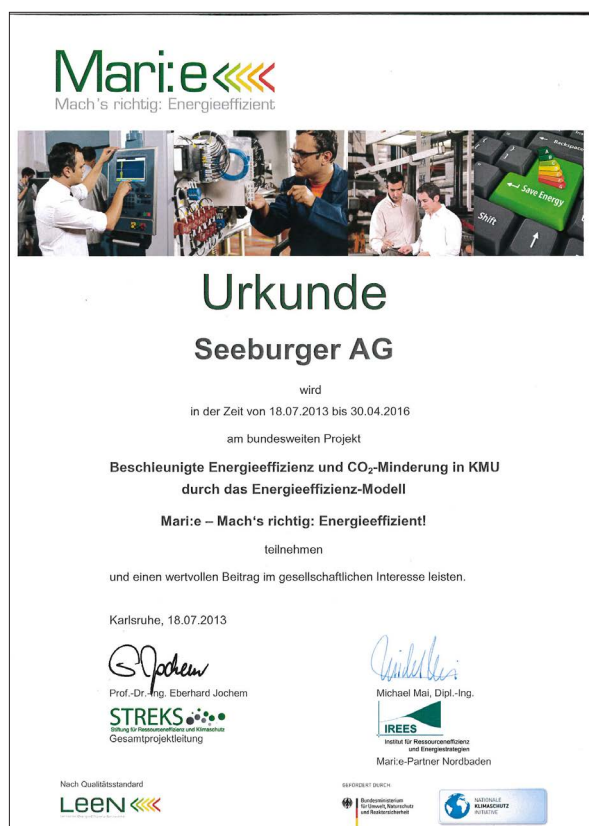 Mari:e
Mach's richtig: Energieeffizient
Backspace
Save Energy
Shift
Urkunde
Seeburger AG
wird
in der Zeit von 18.07.2013 bis 30.04.2016
am bundesweiten Projekt
Beschleunigte Energieeffizienz und CO₂-Minderung in KMU
durch das Energieeffizienz-Modell
Mari:e – Mach's richtig: Energieeffizient!
teilnehmen
und einen wertvollen Beitrag im gesellschaftlichen Interesse leisten.
Karlsruhe, 18.07.2013
Prof.-Dr.-Ing. Eberhard Jochem
STREKS
Stiftung für Ressourceneffizienz und Klimaschutz
Gesamtprojektleitung
Michael Mai, Dipl.-Ing.
IREES
Institut für Ressourceneffizienz
und Energiestrategien
Mari:e-Partner Nordbaden
Nach Qualitätsstandard
LEEN
GEFÖRDERT DURCH
Bundesministerium
für Umwelt, Naturschutz
und Reaktorsicherheit
NATIONALE
KLIMASCHUTZ
INITIATIVE